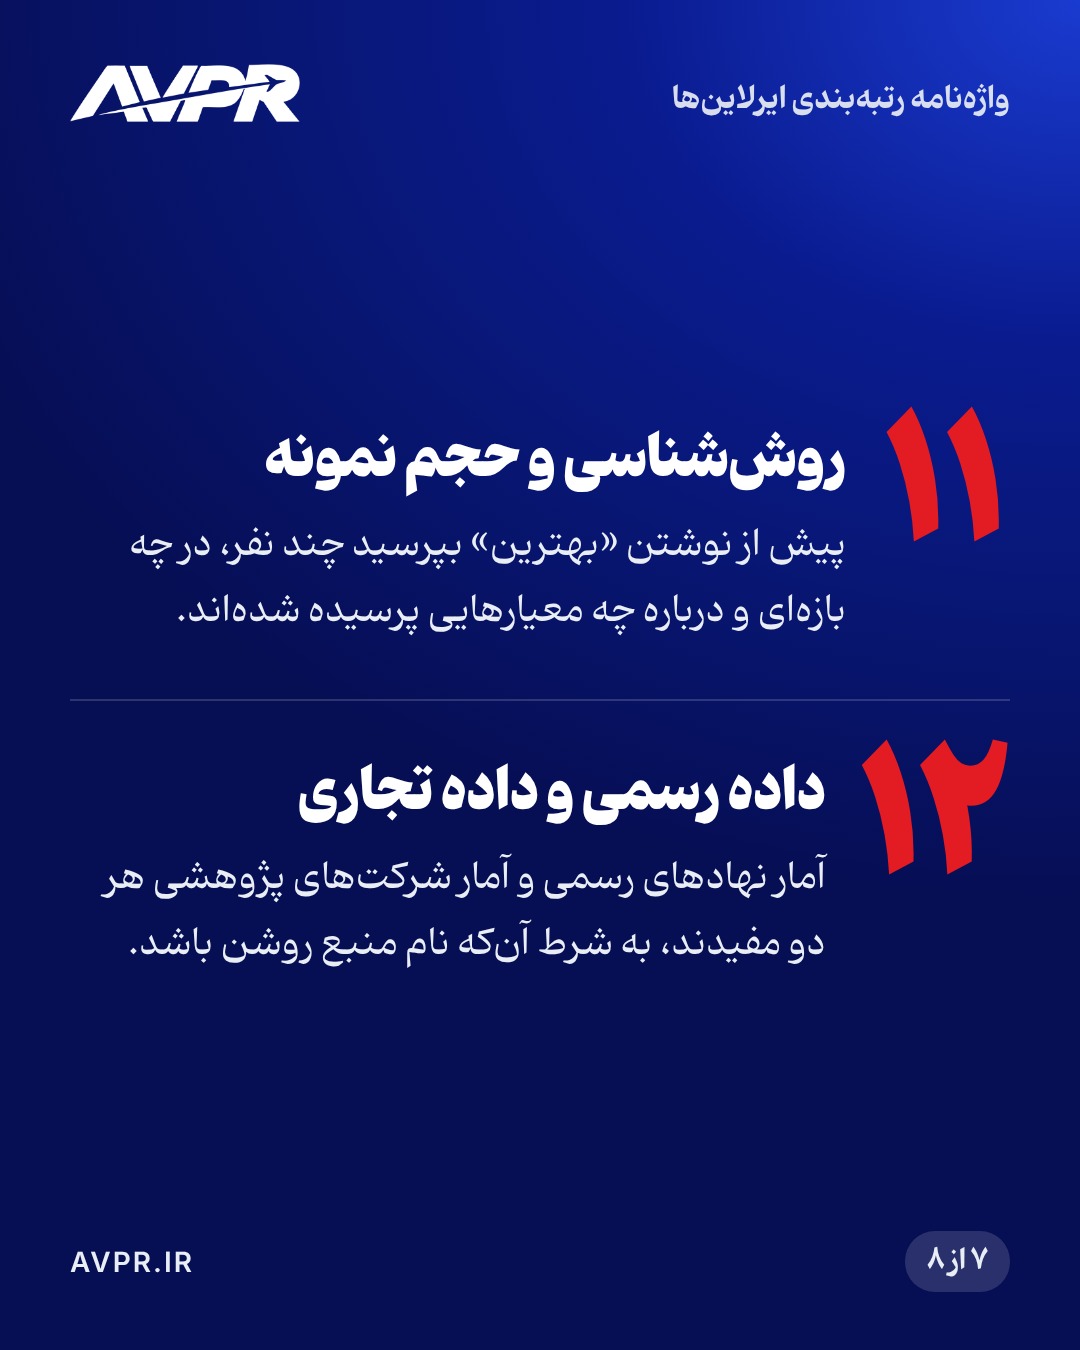 AVPR
واژه‌نامه رتبه‌بندی ایرلاین‌ها
۱۱
روش‌شناسی و حجم نمونه
پیش از نوشتن «بهترین» بپرسید چند نفر، در چه
بازه‌ای و درباره چه معیارهایی پرسیده شده‌اند.
۱۲
داده رسمی و داده تجاری
آمار نهادهای رسمی و آمار شرکت‌های پژوهشی هر
دو مفیدند، به شرط آن‌که نام منبع روشن باشد.
۷ از ۸
AVPR.IR